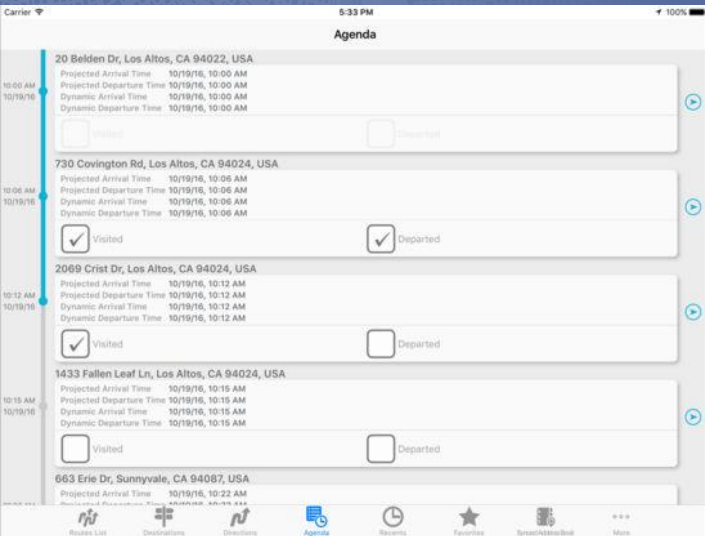 Carrier
5:33 PM
100%
Agenda
20 Belden Dr, Los Altos, CA 94022, USA
10:00 AM
10/19/16
Projected Arrival Time 10/19/16, 10:00 AM
Projected Departure Time 10/19/16, 10:00 AM
Dynamic Arrival Time 10/19/16, 10:00 AM
Dynamic Departure Time 10/19/16, 10:00 AM
Visited
Departed
730 Covington Rd, Los Altos, CA 94024, USA
10:06 AM
10/19/16
Projected Arrival Time 10/19/16, 10:06 AM
Projected Departure Time 10/19/16, 10:06 AM
Dynamic Arrival Time 10/19/16, 10:06 AM
Dynamic Departure Time 10/19/16, 10:06 AM
Visited
Departed
2069 Crist Dr, Los Altos, CA 94024, USA
10:12 AM
10/19/16
Projected Arrival Time 10/19/16, 10:12 AM
Projected Departure Time 10/19/16, 10:12 AM
Dynamic Arrival Time 10/19/16, 10:12 AM
Dynamic Departure Time 10/19/16, 10:12 AM
Visited
Departed
1433 Fallen Leaf Ln, Los Altos, CA 94024, USA
10:15 AM
10/19/16
Projected Arrival Time 10/19/16, 10:15 AM
Projected Departure Time 10/19/16, 10:15 AM
Dynamic Arrival Time 10/19/16, 10:15 AM
Dynamic Departure Time 10/19/16, 10:15 AM
Visited
Departed
663 Erie Dr, Sunnyvale, CA 94087, USA
Projected Arrival Time 10/19/16, 10:22 AM
Routes List
Destinations
Directions
Agenda
Recents
Favorites
Synced Address Book
More